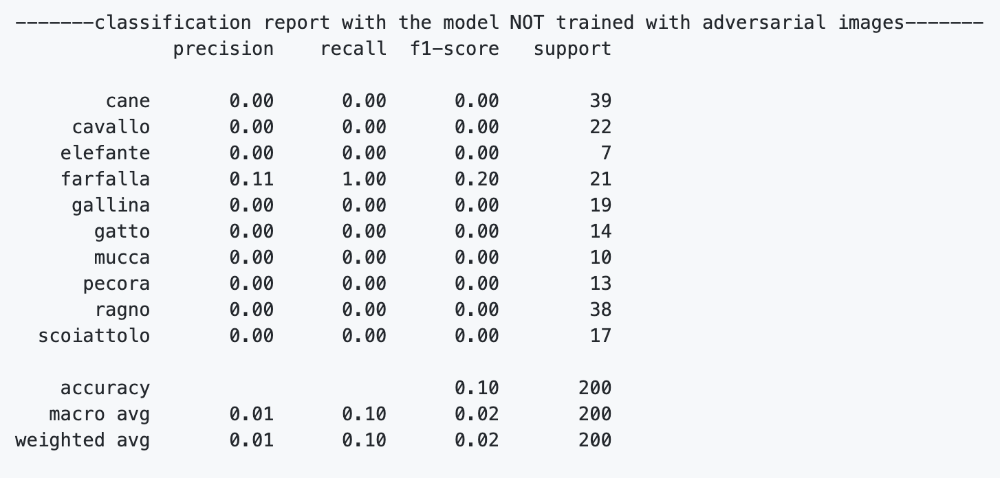 -------classification report with the model NOT trained with adversarial images-------
precision recall f1-score support
cane 0.00 0.00 0.00 39
cavallo 0.00 0.00 0.00 22
elefante 0.00 0.00 0.00 7
farfalla 0.11 1.00 0.20 21
gallina 0.00 0.00 0.00 19
gatto 0.00 0.00 0.00 14
mucca 0.00 0.00 0.00 10
pecora 0.00 0.00 0.00 13
ragno 0.00 0.00 0.00 38
scoiattolo 0.00 0.00 0.00 17
accuracy 0.10 200
macro avg 0.01 0.10 0.02 200
weighted avg 0.01 0.10 0.02 200